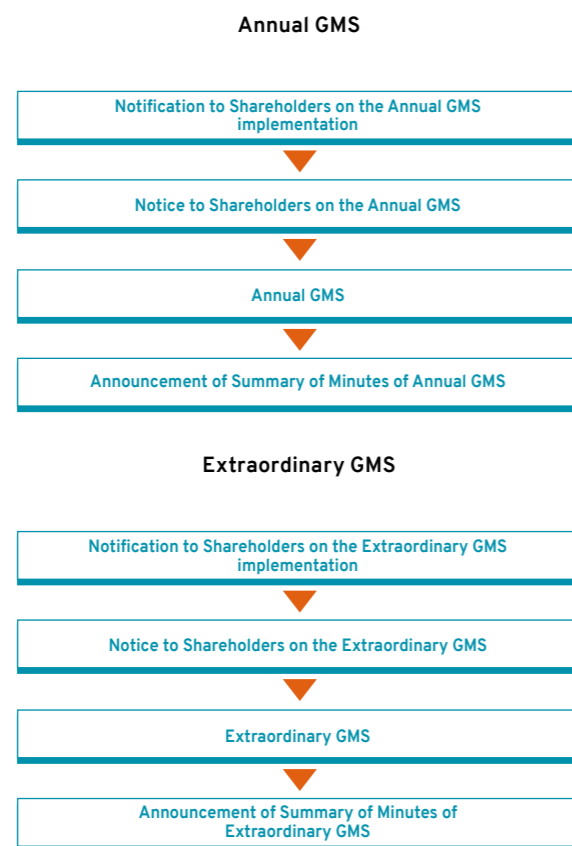 Annual GMS
Notification to Shareholders on the Annual GMS
implementation
Notice to Shareholders on the Annual GMS
Annual GMS
Announcement of Summary of Minutes of Annual GMS
Extraordinary GMS
Notification to Shareholders on the Extraordinary GMS
implementation
Notice to Shareholders on the Extraordinary GMS
Extraordinary GMS
Announcement of Summary of Minutes of
Extraordinary GMS